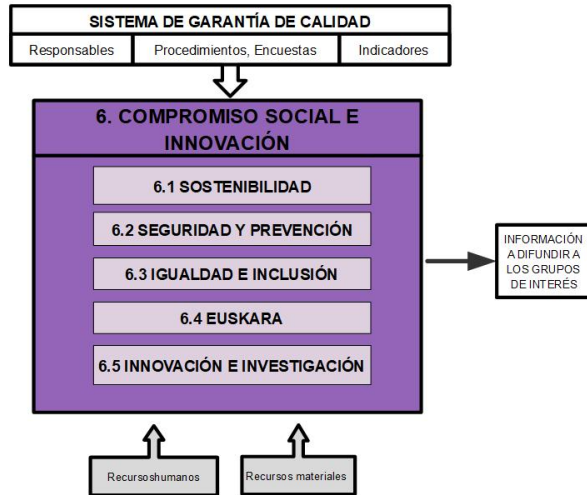 SISTEMA DE GARANTÍA DE CALIDAD
Responsables
Procedimientos, Encuestas
Indicadores
6. COMPROMISO SOCIAL E
INNOVACIÓN
6.1 SOSTENIBILIDAD
6.2 SEGURIDAD Y PREVENCIÓN
6.3 IGUALDAD E INCLUSIÓN
6.4 EUSKARA
6.5 INNOVACIÓN E INVESTIGACIÓN
INFORMACIÓN
A DIFUNDIR A
LOS GRUPOS
DE INTERÉS
Recursoshumanos
Recursos materiales